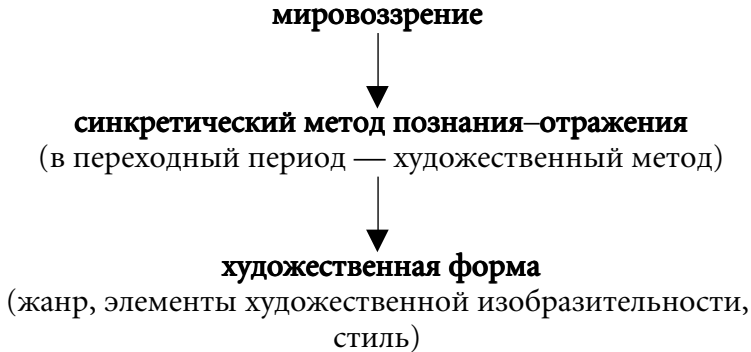 мировоззрение
синкретический метод познания–отражения
(в переходный период — художественный метод)
художественная форма
(жанр, элементы художественной изобразительности,
стиль)